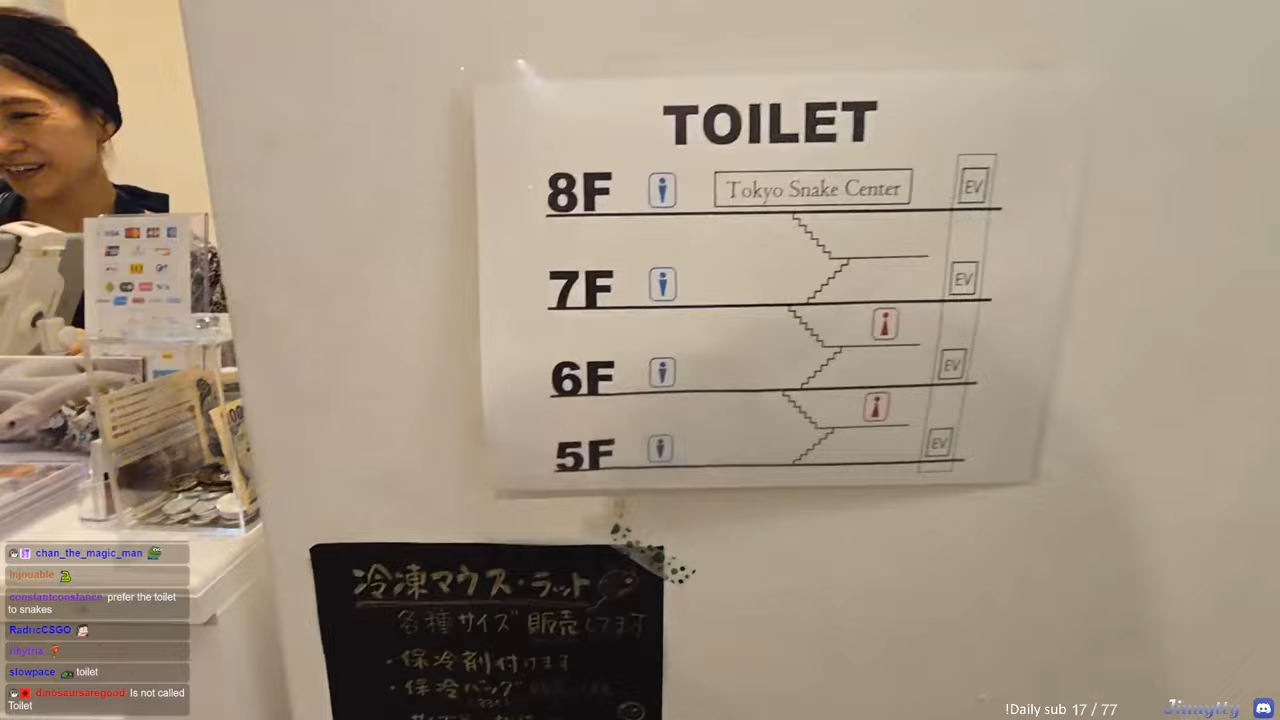 TOILET
8F Tokyo Snake Center EV
7F EV
6F EV
5F EV
VISA
冷凍マウス・ラット
各種サイズ販売してます
・保冷剤付けます
・保冷バッグ
chan_the_magic_man
Injouable
constantconstance prefer the toilet
to snakes
RadricCSGO
slowpace toilet
dinosaursaregood Is not called
Toilet
!Daily sub 17 / 77
Jinnytty